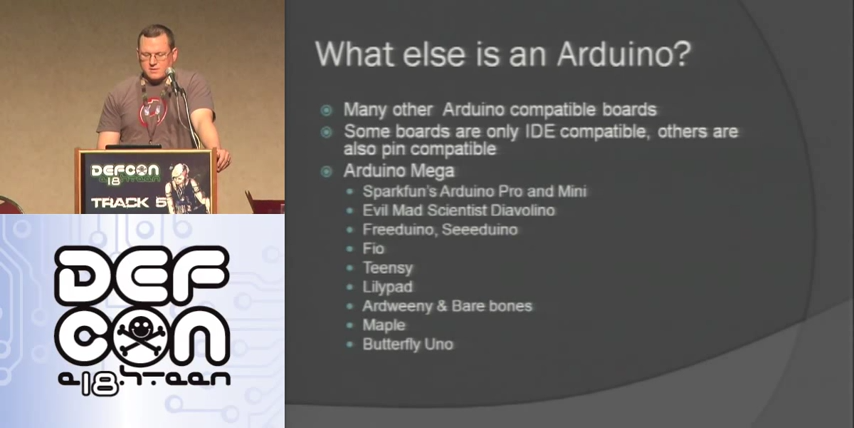 What else is an Arduino?
Many other Arduino compatible boards
Some boards are only IDE compatible, others are
also pin compatible
Arduino Mega
Sparkfun's Arduino Pro and Mini
Evil Mad Scientist Diavolino
Freeduino, Seeeduino
Fio
Teensy
Lilypad
Ardweeny & Bare bones
Maple
Butterfly Uno
DEFCON
18
TRACK 5
DEF
CON
e18.hteen